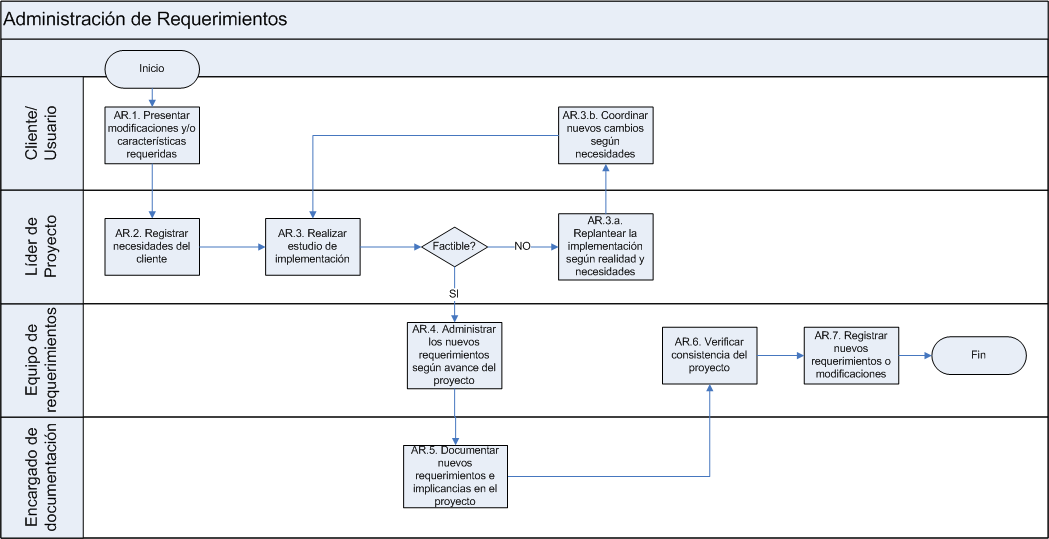 Administración de Requerimientos
Inicio
Cliente/
Usuario
AR.1. Presentar
modificaciones y/o
características
requeridas
AR.3.b. Coordinar
nuevos cambios
según
necesidades
Líder de
Proyecto
AR.2. Registrar
necesidades del
cliente
AR.3. Realizar
estudio de
implementación
Factible?
NO
AR.3.a.
Replantear la
implementación
según realidad y
necesidades
SI
Equipo de
requerimientos
AR.4. Administrar
los nuevos
requerimientos
según avance del
proyecto
AR.6. Verificar
consistencia del
proyecto
AR.7. Registrar
nuevos
requerimientos o
modificaciones
Fin
Encargado de
documentación
AR.5. Documentar
nuevos
requerimientos e
implicancias en el
proyecto